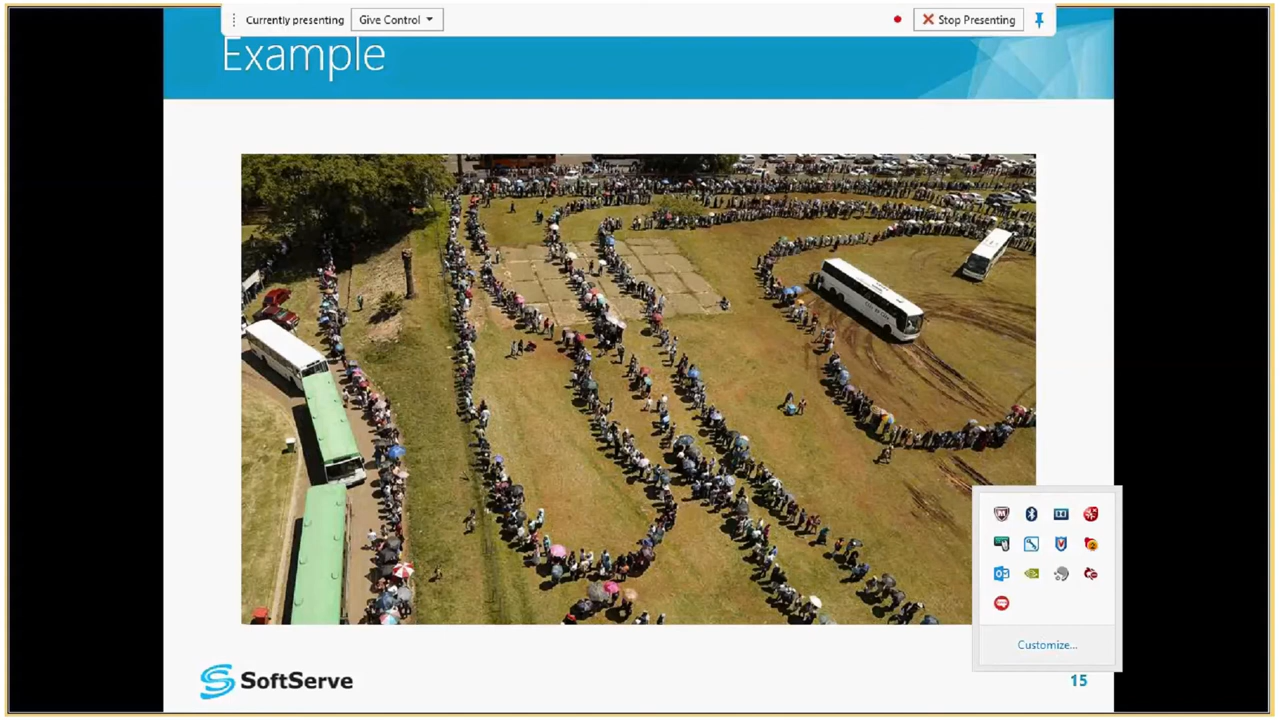 Currently presenting
Give Control
Stop Presenting
Example
Customize...
SoftServe
15